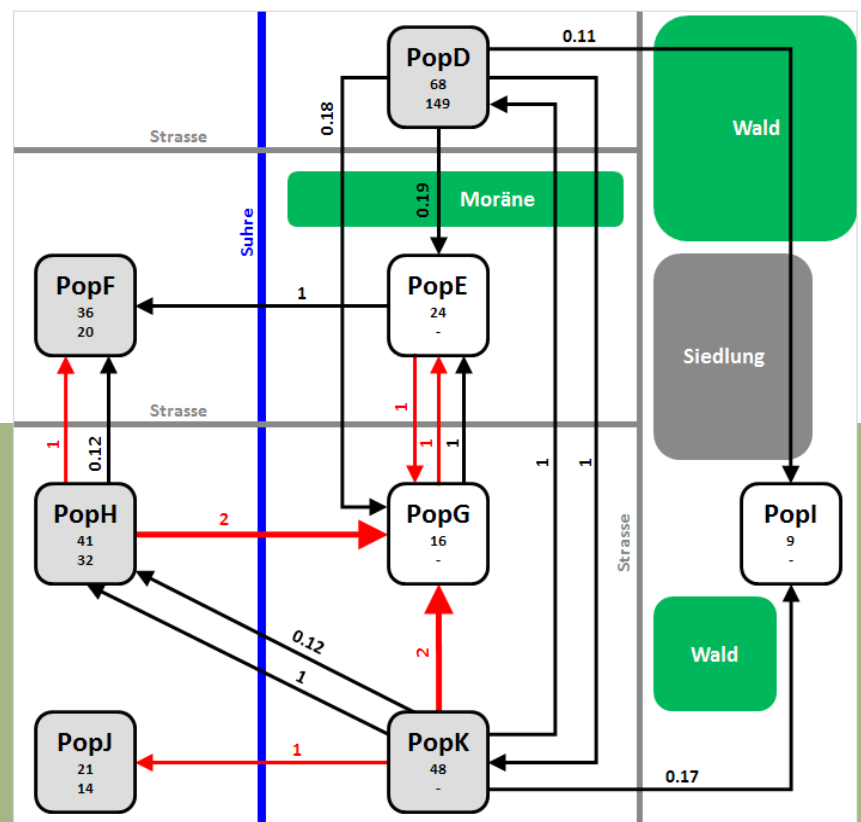 0.11
PopD
68
149
0.18
Wald
Strasse
0.19
Moräne
Suhre
PopF
36
20
1
PopE
24
-
Siedlung
Strasse
1
0.12
1
1
1
1
1
PopH
41
32
2
PopG
16
-
Strasse
PopI
9
-
0.12
1
2
Wald
PopJ
21
14
1
PopK
48
-
0.17